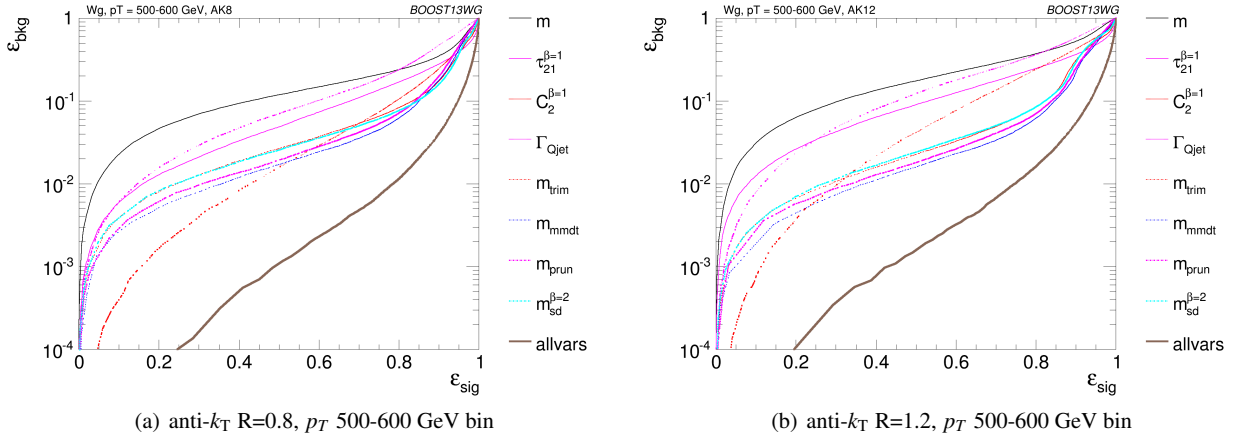 Wg, pT = 500-600 GeV, AK8 BOOST13WG
ε_bkg
1
10^-1
10^-2
10^-3
10^-4
0 0.2 0.4 0.6 0.8 1
ε_sig
m
τ_21^β=1
C_2^β=1
Γ_Qjet
m_trim
m_mmdt
m_prun
m_sd^β=2
allvars
(a) anti-k_T R=0.8, p_T 500-600 GeV bin
Wg, pT = 500-600 GeV, AK12 BOOST13WG
ε_bkg
1
10^-1
10^-2
10^-3
10^-4
0 0.2 0.4 0.6 0.8 1
ε_sig
m
τ_21^β=1
C_2^β=1
Γ_Qjet
m_trim
m_mmdt
m_prun
m_sd^β=2
allvars
(b) anti-k_T R=1.2, p_T 500-600 GeV bin